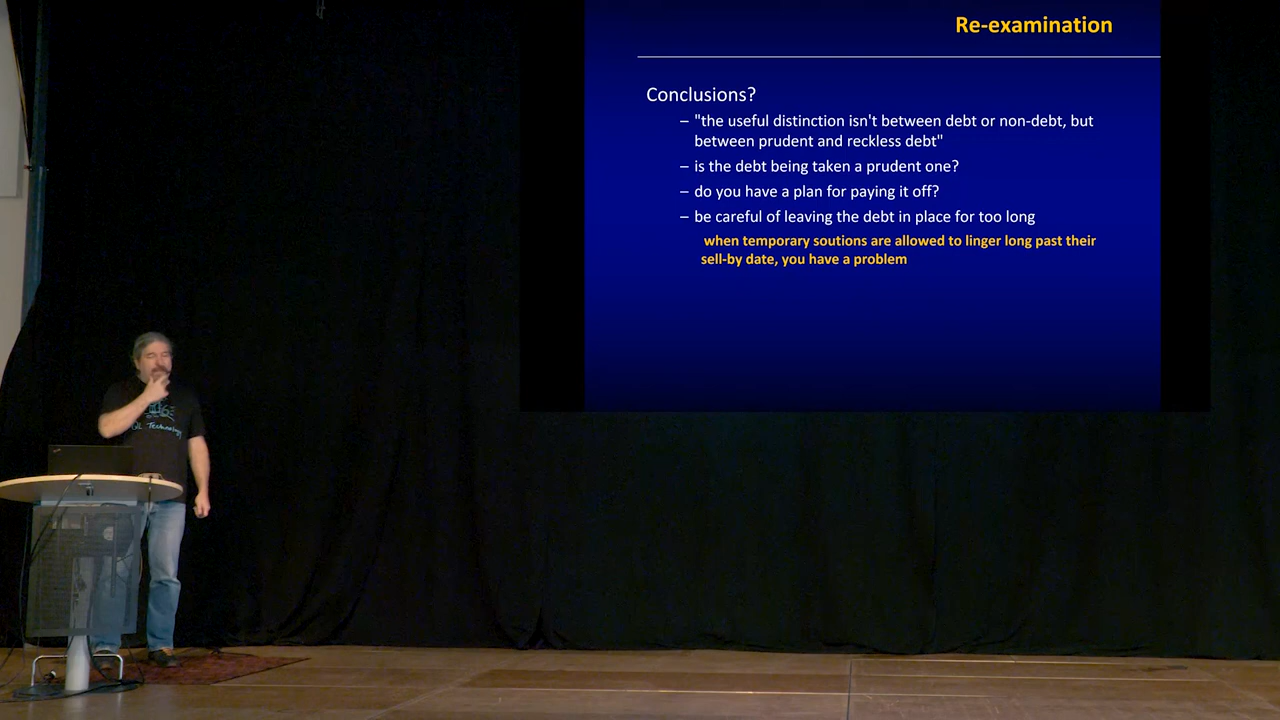 Re-examination
Conclusions?
– "the useful distinction isn't between debt or non-debt, but
between prudent and reckless debt"
– is the debt being taken a prudent one?
– do you have a plan for paying it off?
– be careful of leaving the debt in place for too long
when temporary soutions are allowed to linger long past their
sell-by date, you have a problem
Technology